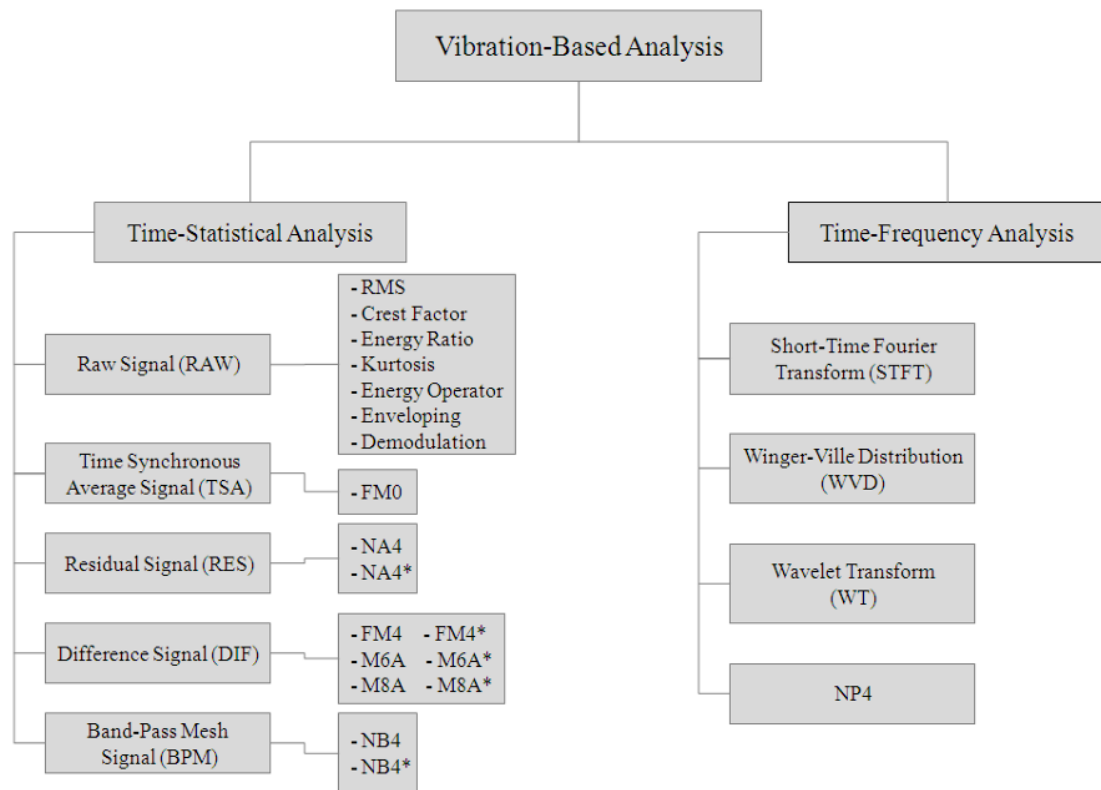 Vibration-Based Analysis
Time-Statistical Analysis
Raw Signal (RAW)
- RMS
- Crest Factor
- Energy Ratio
- Kurtosis
- Energy Operator
- Enveloping
- Demodulation
Time Synchronous
Average Signal (TSA)
- FM0
Residual Signal (RES)
- NA4
- NA4*
Difference Signal (DIF)
- FM4 - FM4*
- M6A - M6A*
- M8A - M8A*
Band-Pass Mesh
Signal (BPM)
- NB4
- NB4*
Time-Frequency Analysis
Short-Time Fourier
Transform (STFT)
Winger-Ville Distribution
(WVD)
Wavelet Transform
(WT)
NP4